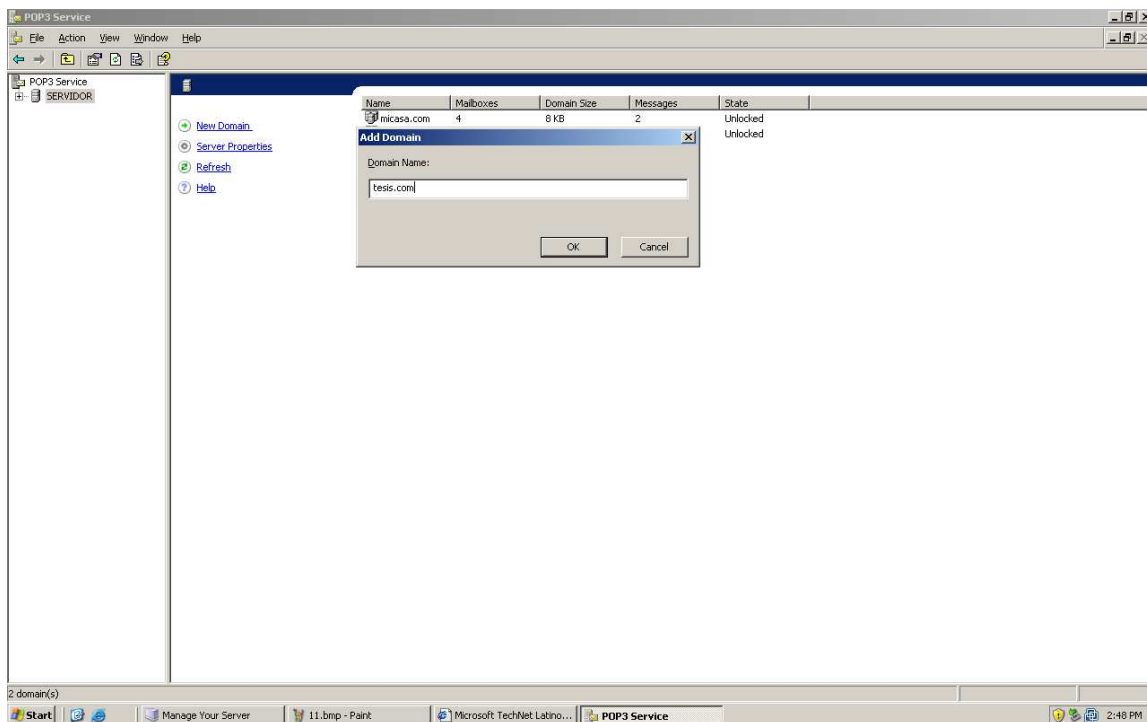 POP3 Service
File Action View Window Help
POP3 Service
SERVIDOR
New Domain
Server Properties
Refresh
Help
Name Mailboxes Domain Size Messages State
micasa.com 4 8 KB 2 Unlocked
Unlocked
Add Domain
Domain Name:
tesis.com
OK Cancel
2 domain(s)
Start Manage Your Server 11.bmp - Paint Microsoft TechNet Latino... POP3 Service 2:48 PM